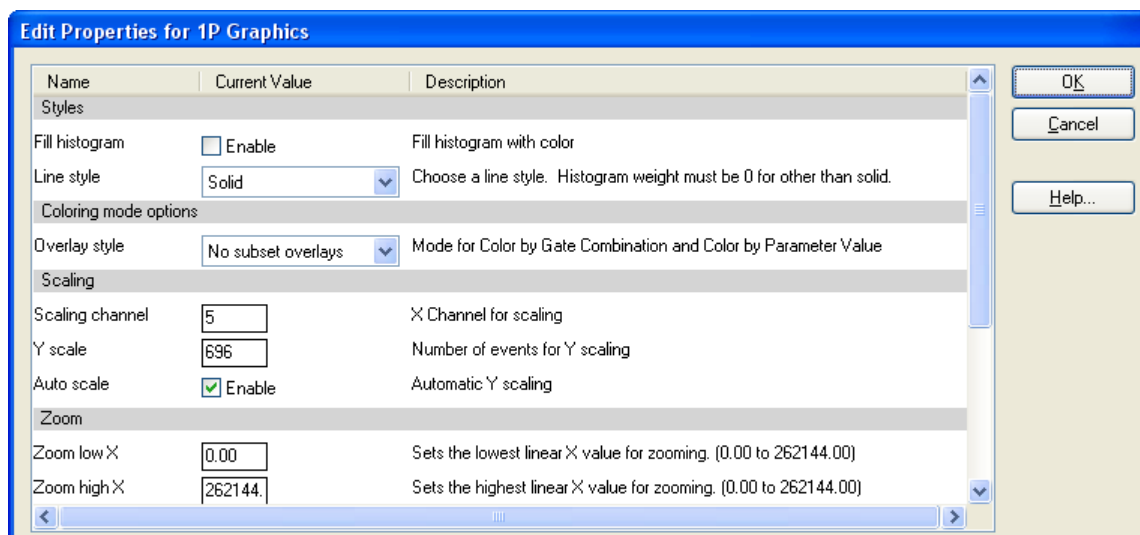 Edit Properties for 1P Graphics
Name Current Value Description
OK
Styles
Cancel
Fill histogram Enable Fill histogram with color
Line style Solid Choose a line style. Histogram weight must be 0 for other than solid.
Help...
Coloring mode options
Overlay style No subset overlays Mode for Color by Gate Combination and Color by Parameter Value
Scaling
Scaling channel 5 X Channel for scaling
Y scale 696 Number of events for Y scaling
Auto scale Enable Automatic Y scaling
Zoom
Zoom low X 0.00 Sets the lowest linear X value for zooming. (0.00 to 262144.00)
Zoom high X 262144. Sets the highest linear X value for zooming. (0.00 to 262144.00)